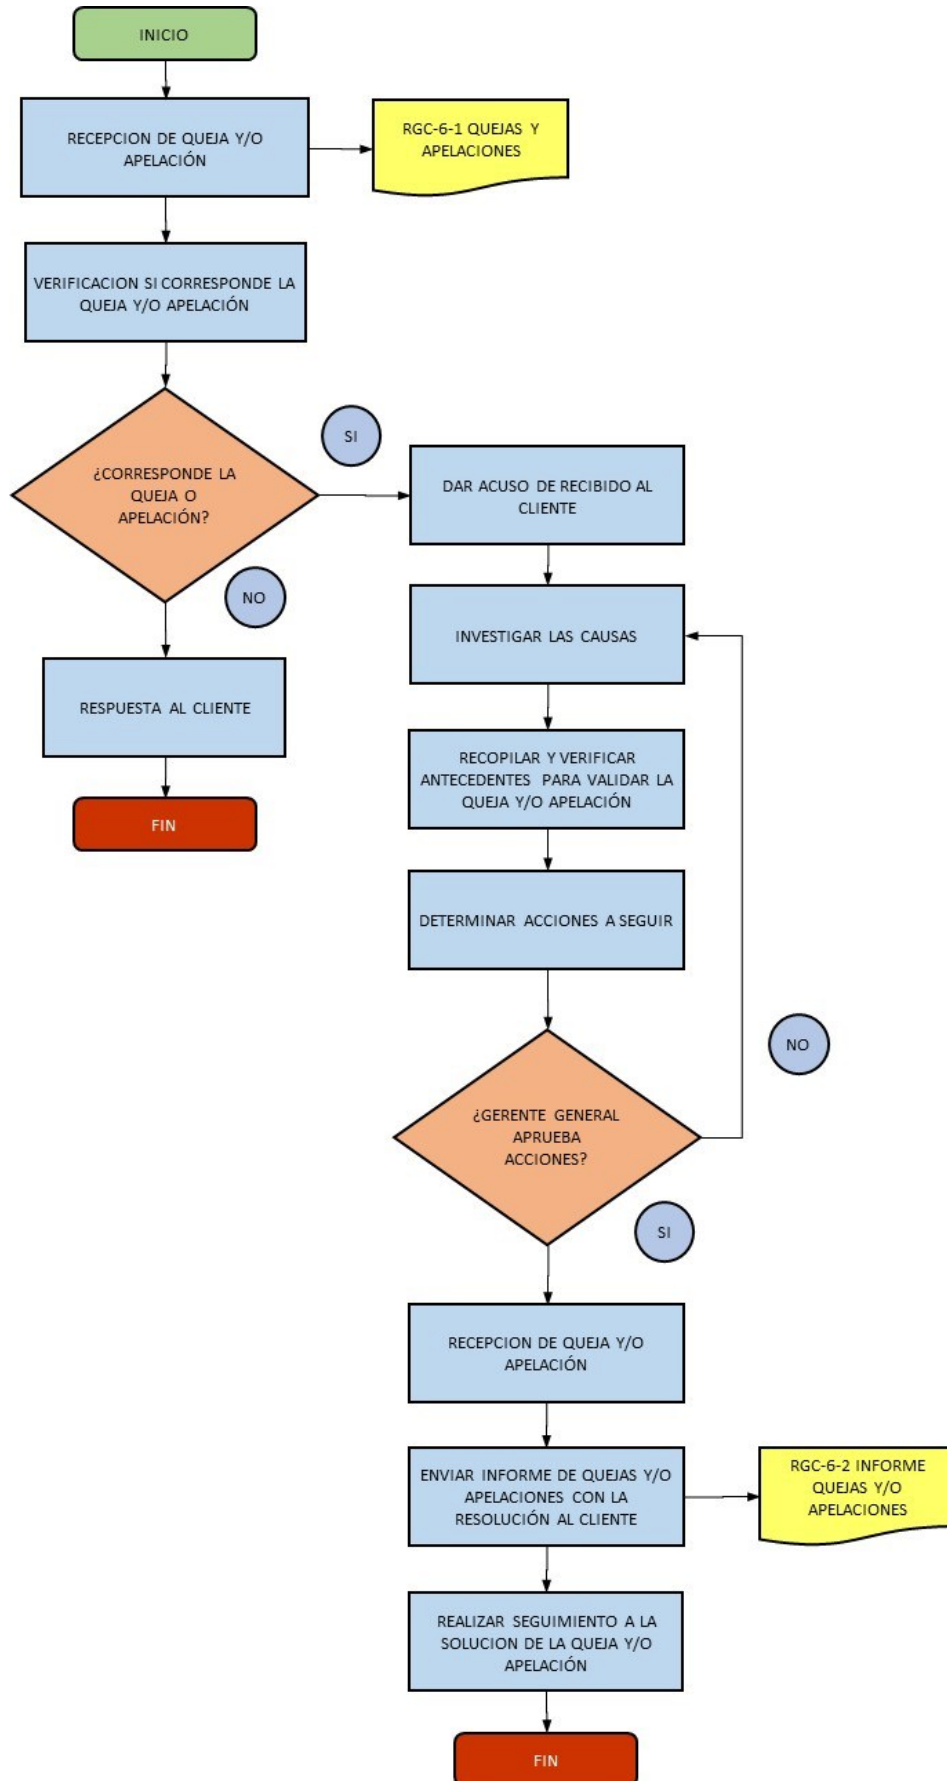 INICIO
RECEPCION DE QUEJA Y/O
APELACIÓN
RGC-6-1 QUEJAS Y
APELACIONES
VERIFICACION SI CORRESPONDE LA
QUEJA Y/O APELACIÓN
¿CORRESPONDE LA
QUEJA O
APELACIÓN?
SI
DAR ACUSO DE RECIBIDO AL
CLIENTE
NO
INVESTIGAR LAS CAUSAS
RESPUESTA AL CLIENTE
RECOPILAR Y VERIFICAR
ANTECEDENTES PARA VALIDAR LA
QUEJA Y/O APELACIÓN
FIN
DETERMINAR ACCIONES A SEGUIR
NO
¿GERENTE GENERAL
APRUEBA
ACCIONES?
SI
RECEPCION DE QUEJA Y/O
APELACIÓN
ENVIAR INFORME DE QUEJAS Y/O
APELACIONES CON LA
RESOLUCIÓN AL CLIENTE
RGC-6-2 INFORME
QUEJAS Y/O
APELACIONES
REALIZAR SEGUIMIENTO A LA
SOLUCION DE LA QUEJA Y/O
APELACIÓN
FIN